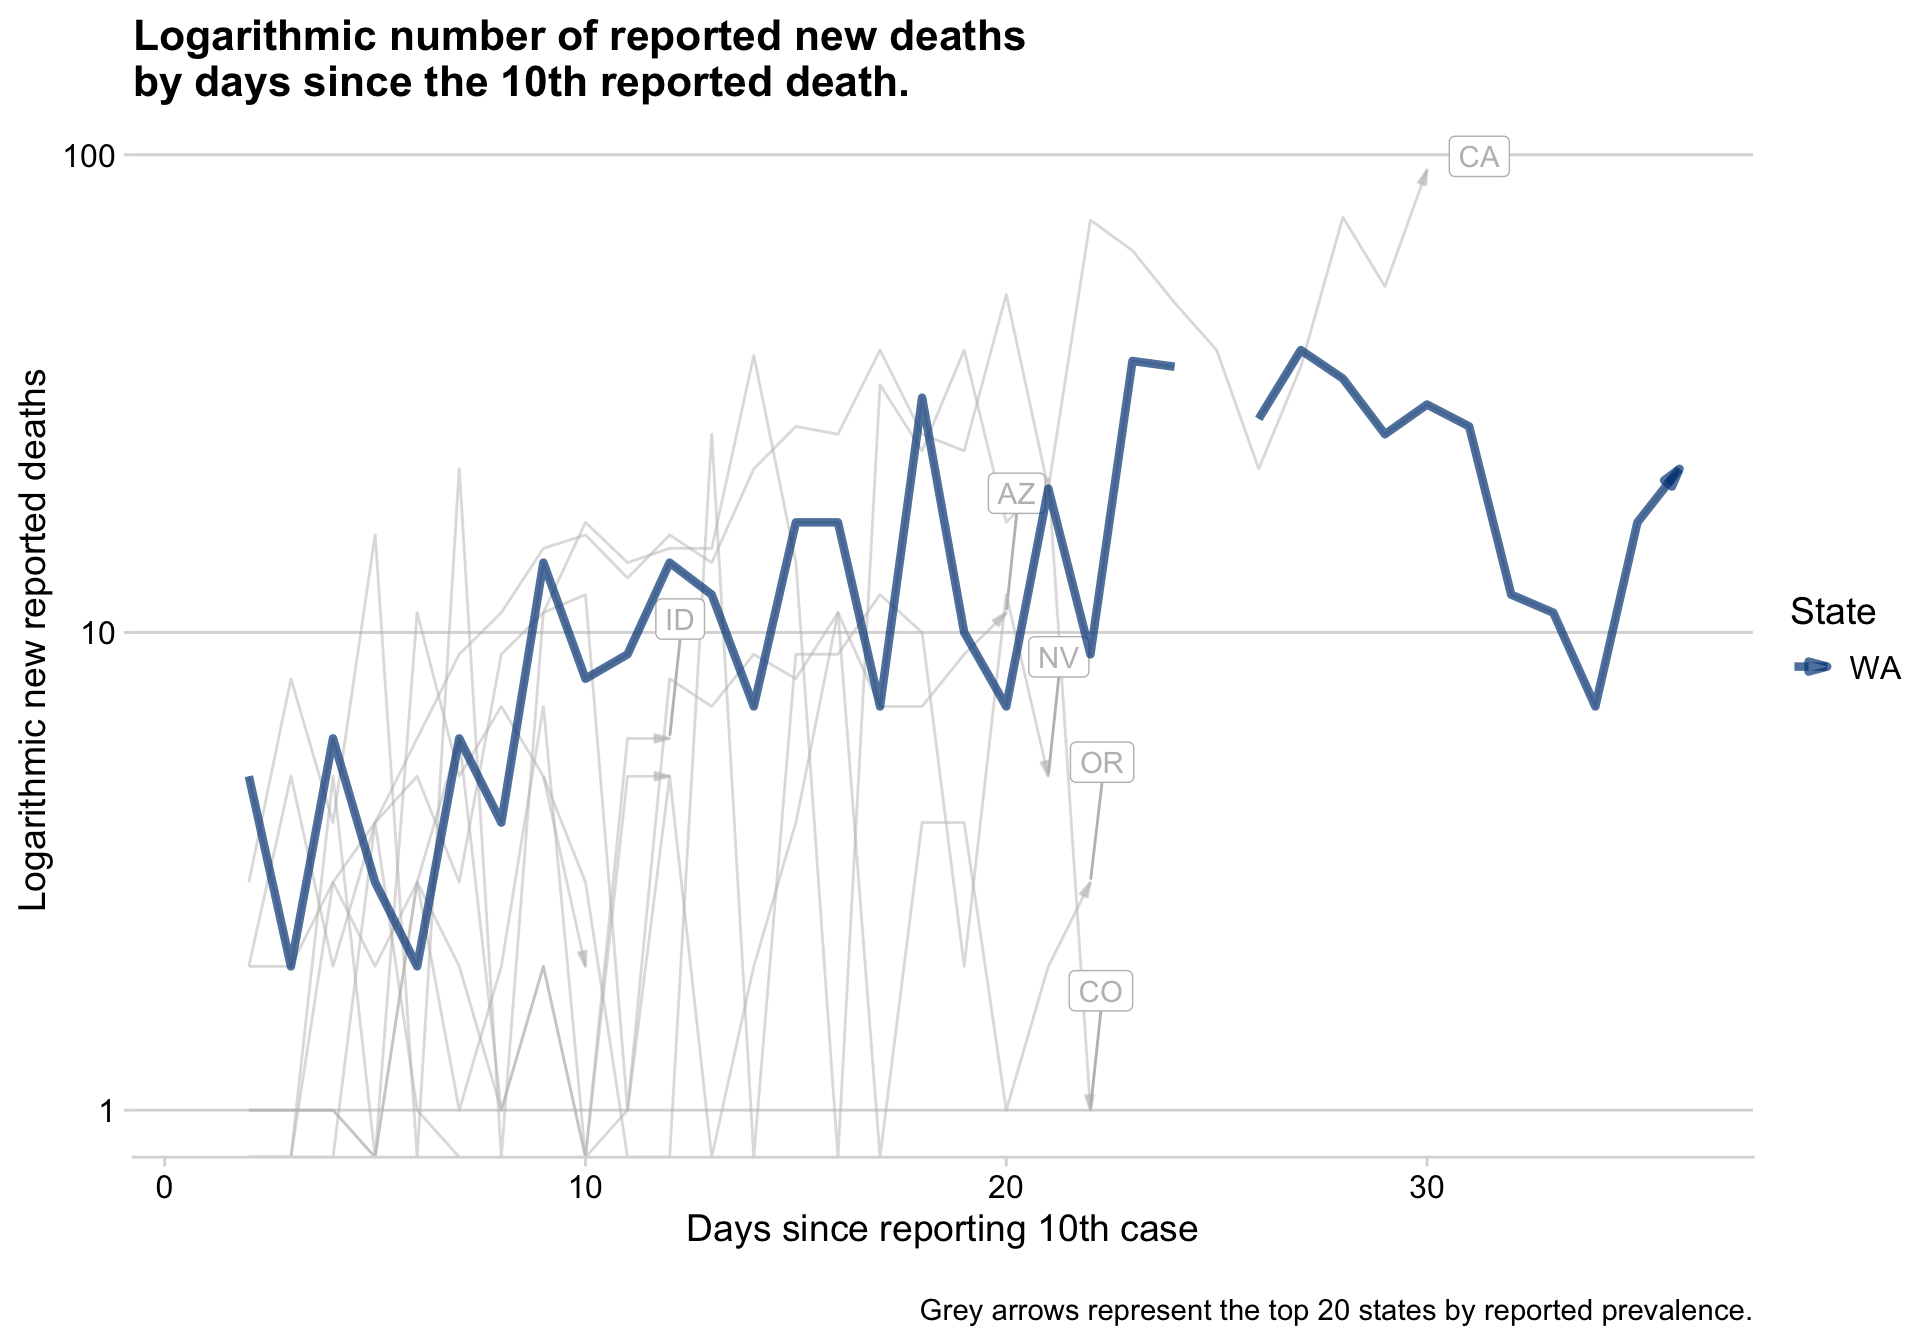 Logarithmic number of reported new deaths
by days since the 10th reported death.
Logarithmic new reported deaths
100
10
1
CA
AZ
ID
NV
OR
CO
State
WA
0
10
20
30
Days since reporting 10th case
Grey arrows represent the top 20 states by reported prevalence.